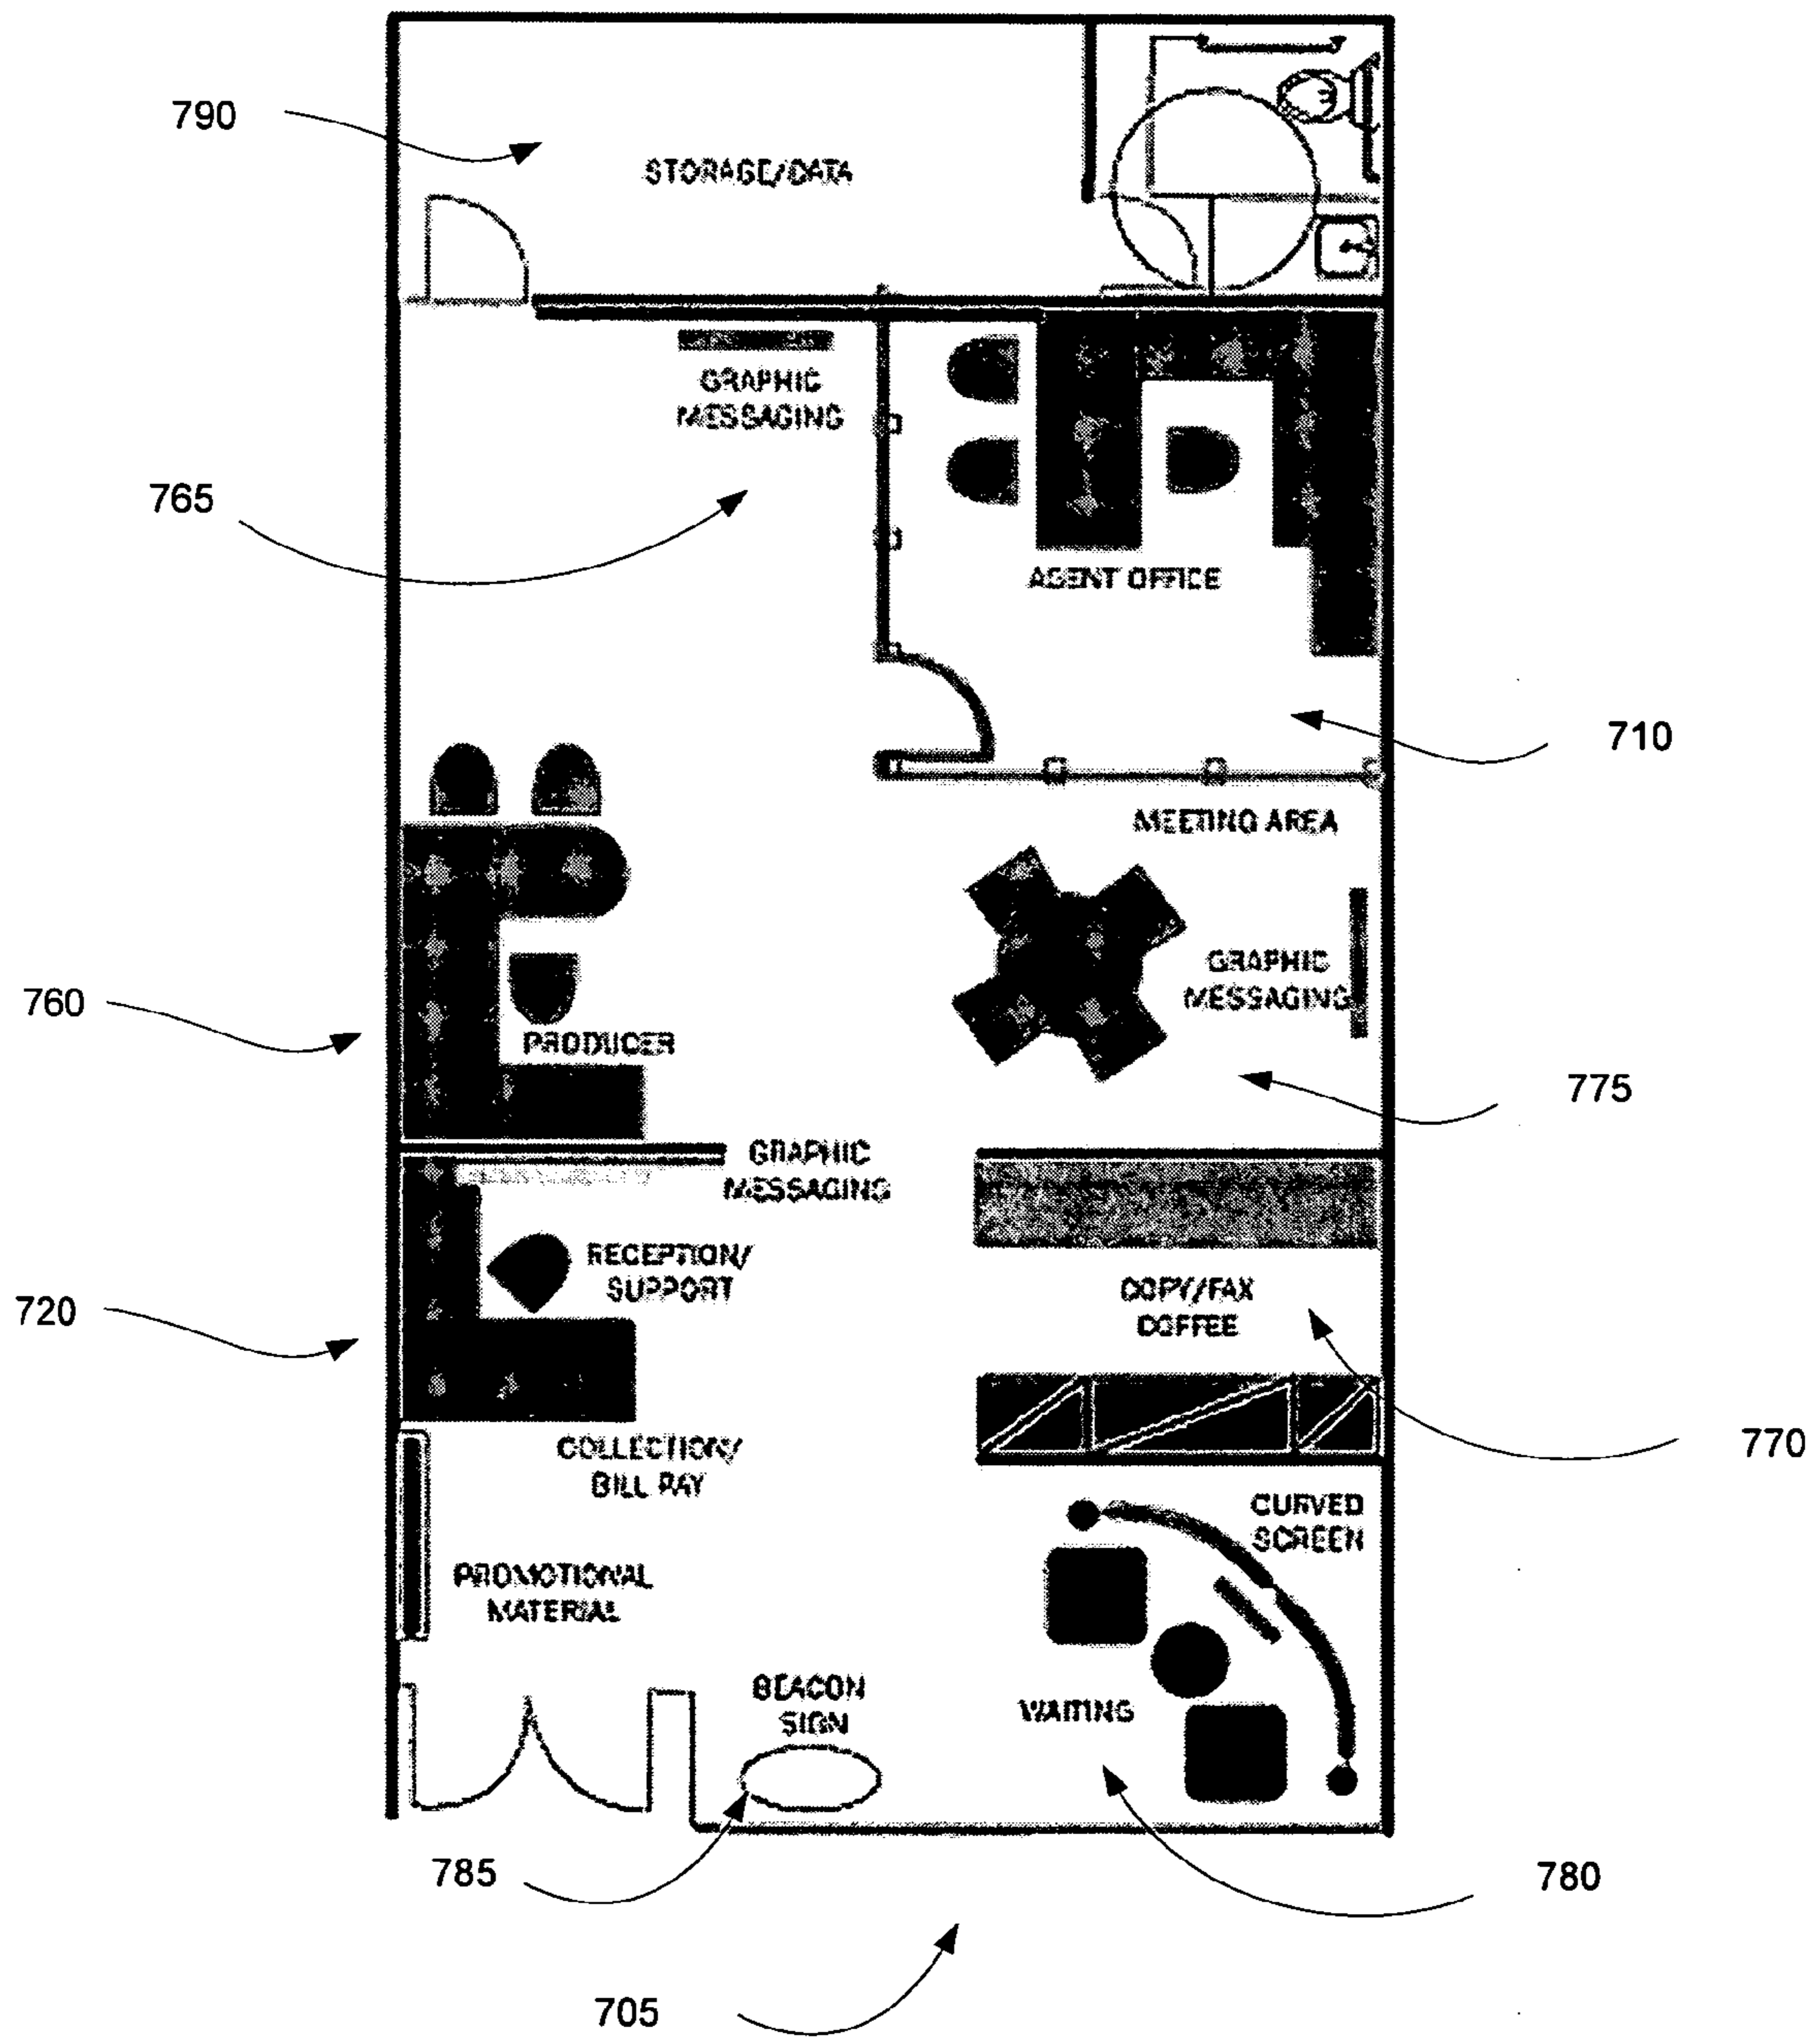 790
STORAGE/DATA
GRAPHIC
MESSAGING
765
AGENT OFFICE
710
MEETING AREA
GRAPHIC
MESSAGING
760
PRODUCER
775
GRAPHIC
MESSAGING
RECEPTION/
SUPPORT
COPY/FAX
COFFEE
720
COLLECTION/
BILL PAY
770
CURVED
SCREEN
PROMOTIONAL
MATERIAL
BEACON
SIGN
WAITING
785
780
705